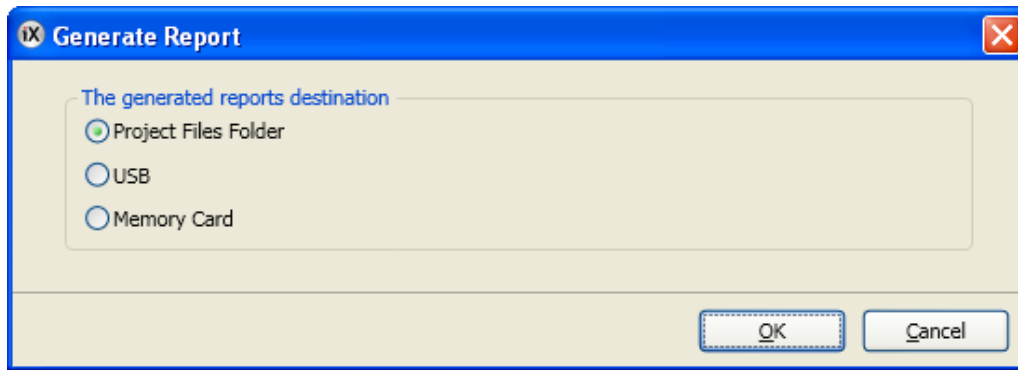 iX Generate Report
The generated reports destination
Project Files Folder
USB
Memory Card
OK Cancel